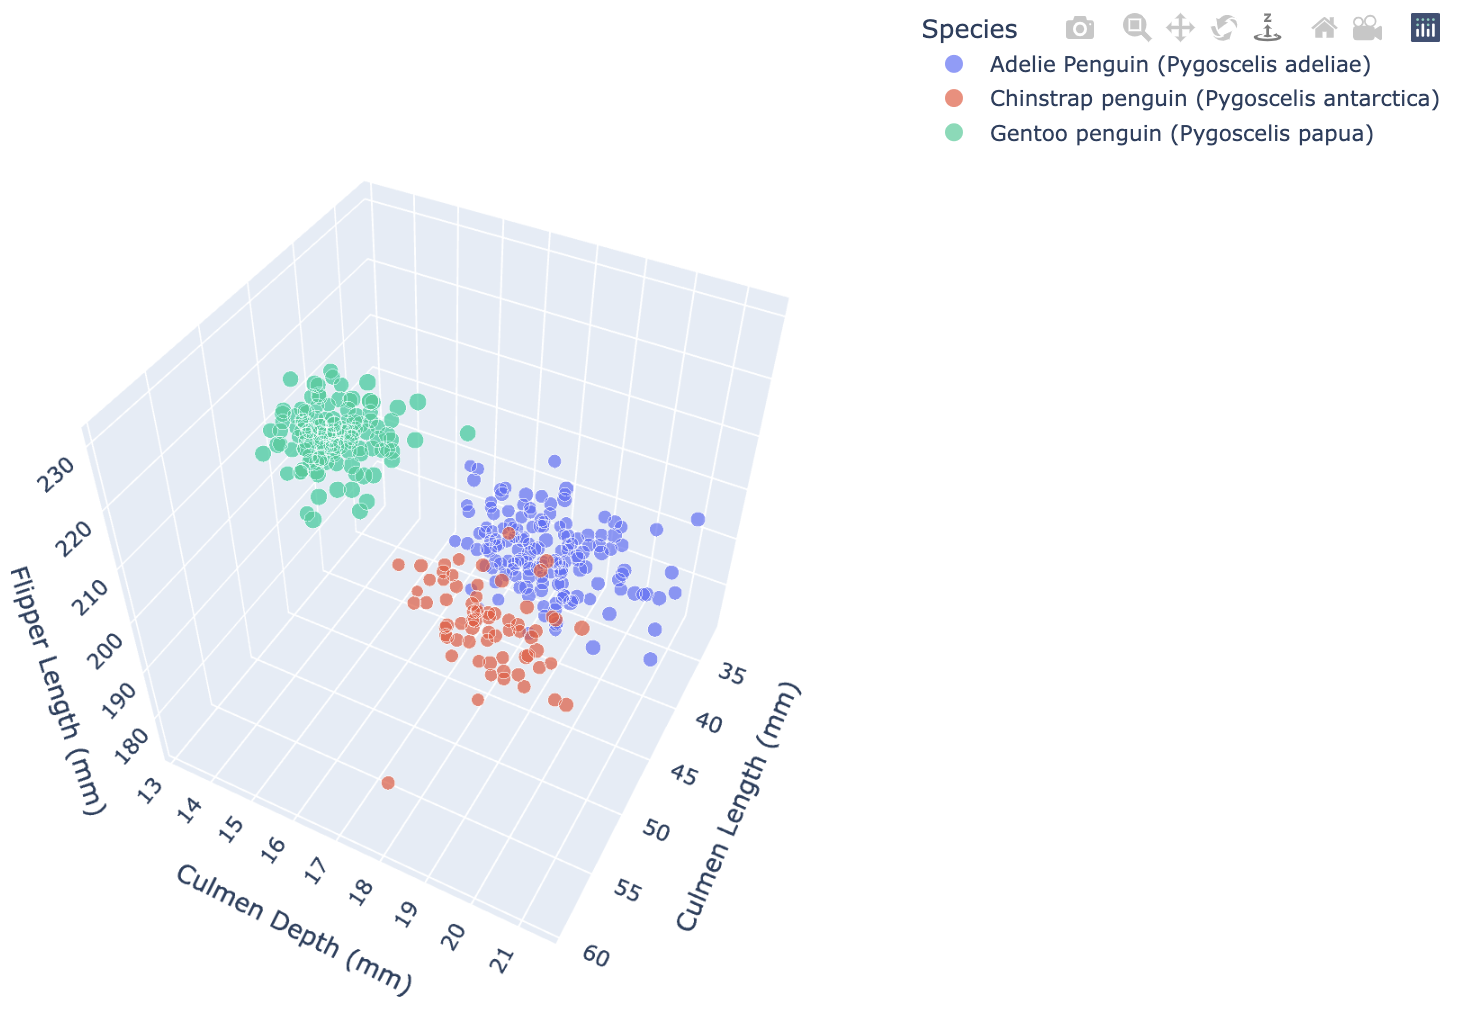 Species
Z
Adelie Penguin (Pygoscelis adeliae)
Chinstrap penguin (Pygoscelis antarctica)
Gentoo penguin (Pygoscelis papua)
230
220
210
200
190
180
Flipper Length (mm)
13
14
15
16
17
18
19
20
21
Culmen Depth (mm)
35
40
45
50
55
60
Culmen Length (mm)